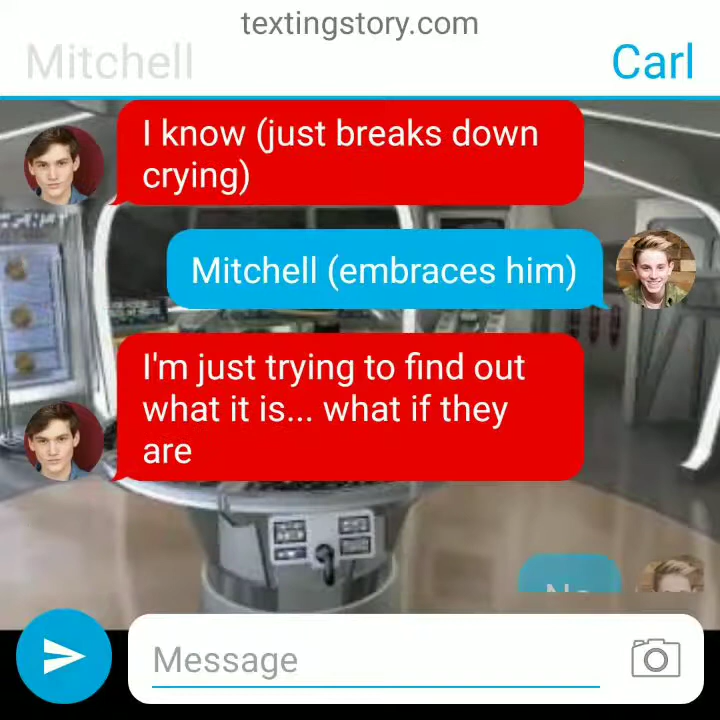 textingstory.com
Mitchell
Carl
I know (just breaks down
crying)
Mitchell (embraces him)
I'm just trying to find out
what it is... what if they
are
Message